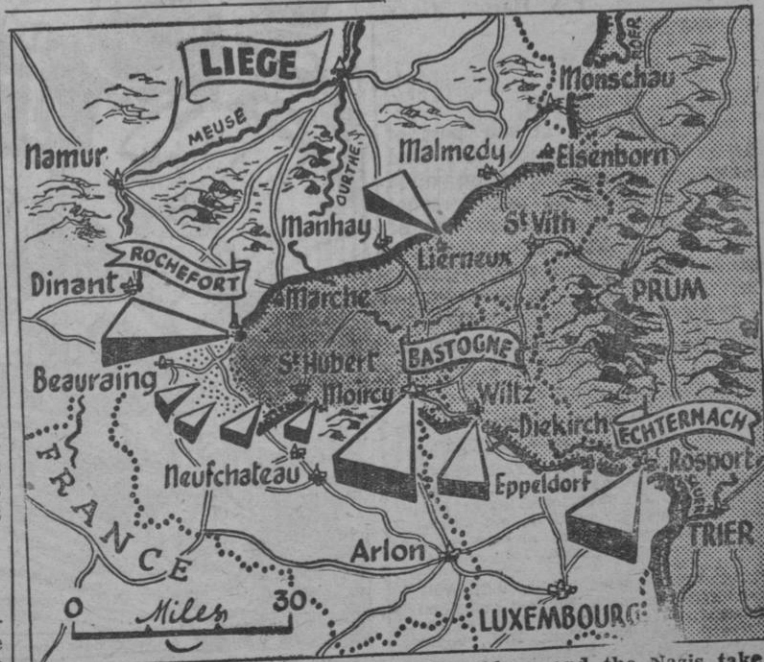 LIEGE
ROER
Monschau
MEUSE
Namur
OURTHE
Malmedy
Elsenborn
Manhay
St Vith
ROCHEFORT
Lierneux
Dinant
Marche
PRUM
BASTOGNE
St Hubert
Beauraing
Moircy
Wiltz
Diekirch
ECHTERNACH
Neufchateau
Eppeldorf
Rosport
FRANCE
TRIER
Arlon
0 Miles 30
LUXEMBOURG
the Nazis take